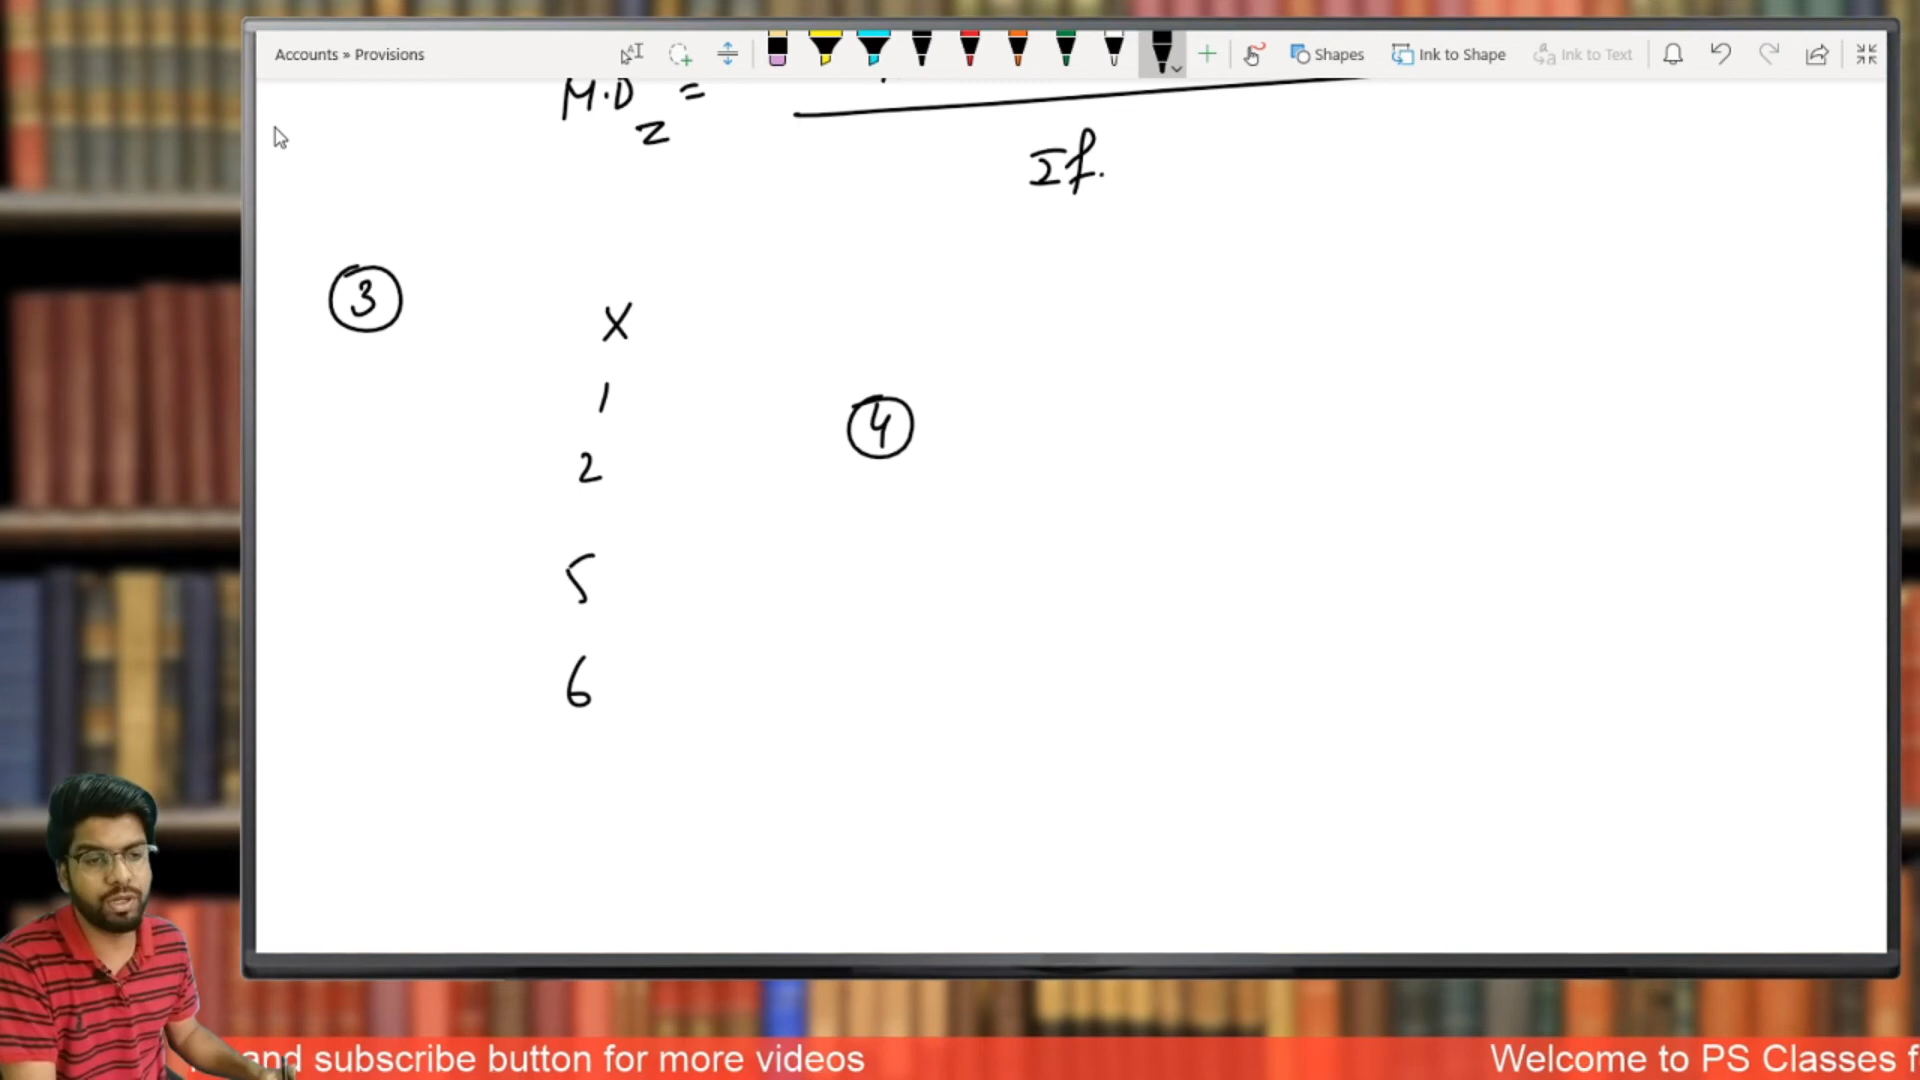 Accounts » Provisions
Shapes
Ink to Shape
Ink to Text
M.D =
z
Σf.
3
X
1
4
2
5
6
and subscribe button for more videos
Welcome to PS Classes f